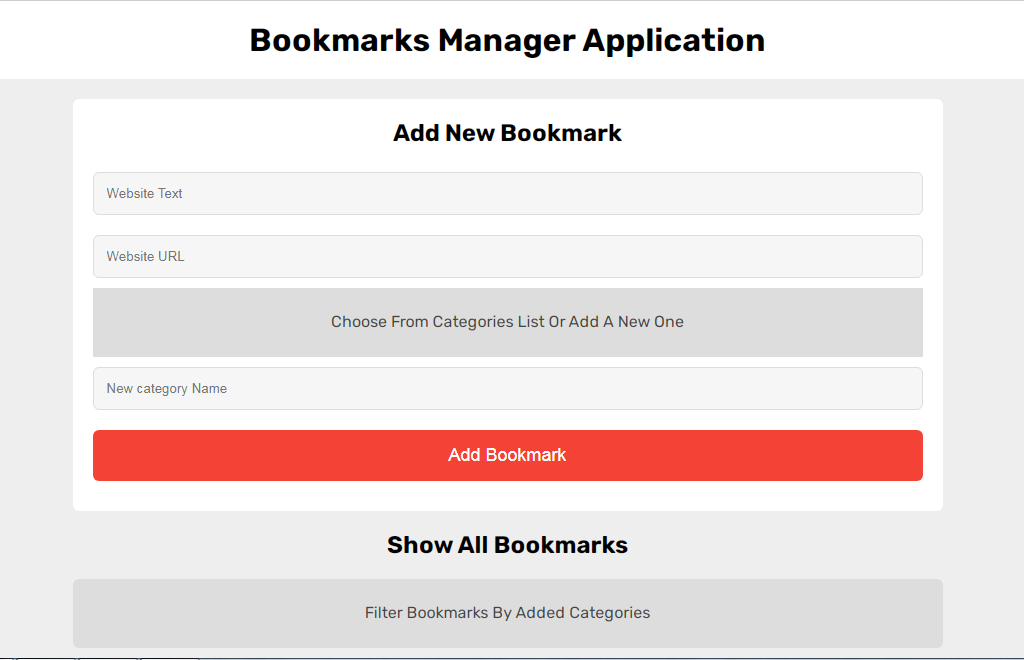 Bookmarks Manager Application
Add New Bookmark
Website Text
Website URL
Choose From Categories List Or Add A New One
New category Name
Add Bookmark
Show All Bookmarks
Filter Bookmarks By Added Categories